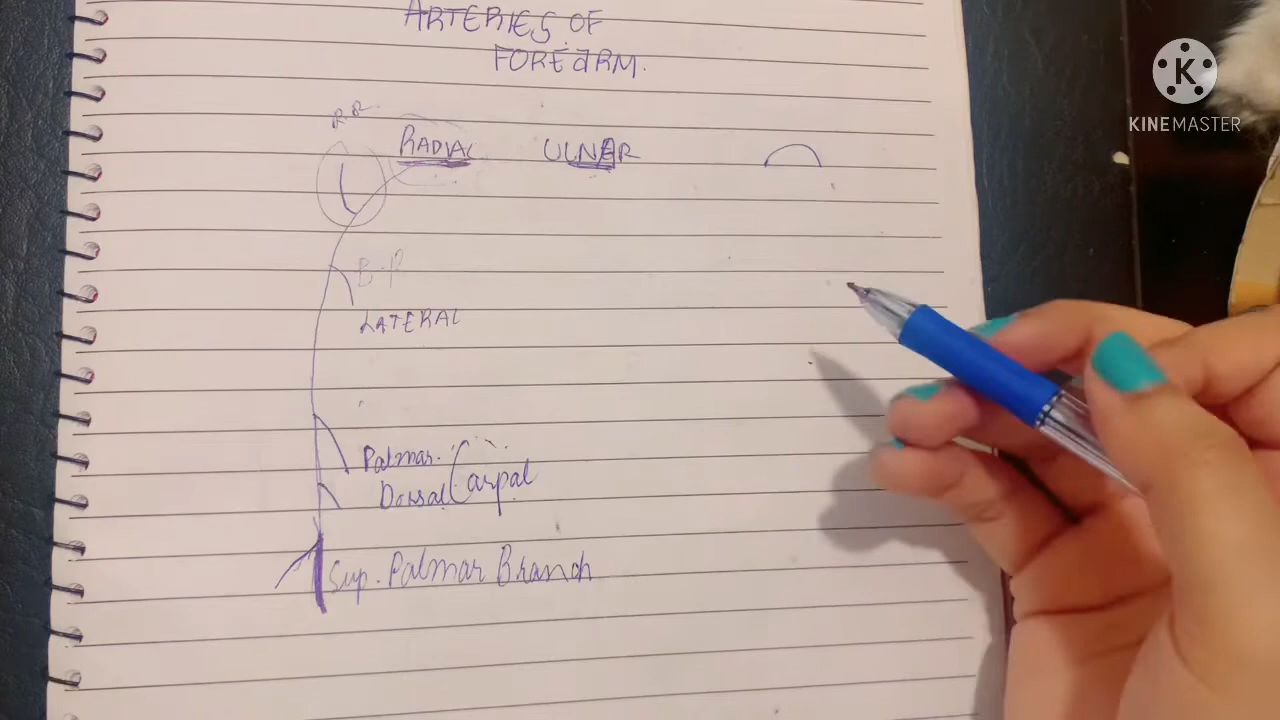 ARTERIES OF
FOREARM.
K
KINEMASTER
R.R.
RADIAL ULNAR
B.P
LATERAL
Palmar.
Dorsal Carpal
Sup. Palmar Branch